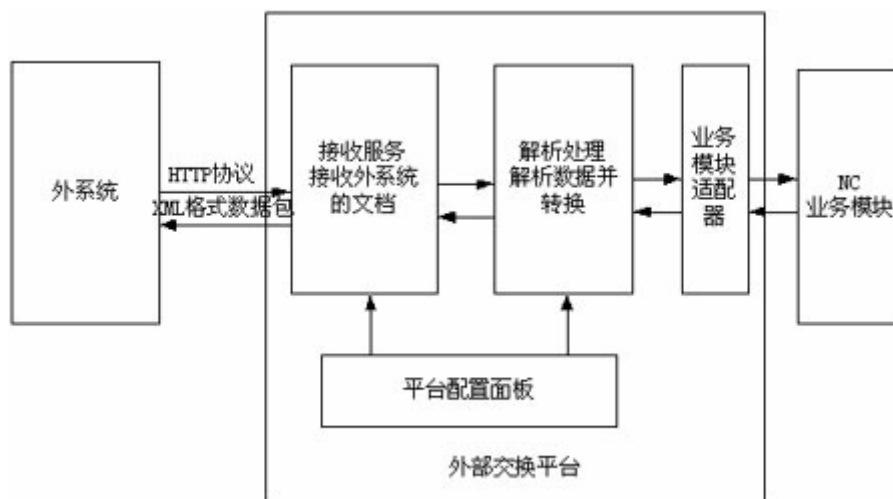 外系统
HTTP协议
XML格式数据包
接收服务
接收外系统
的文档
解析处理
解析数据并
转换
业务
模块
适配
器
NC
业务模块
平台配置面板
外部交换平台